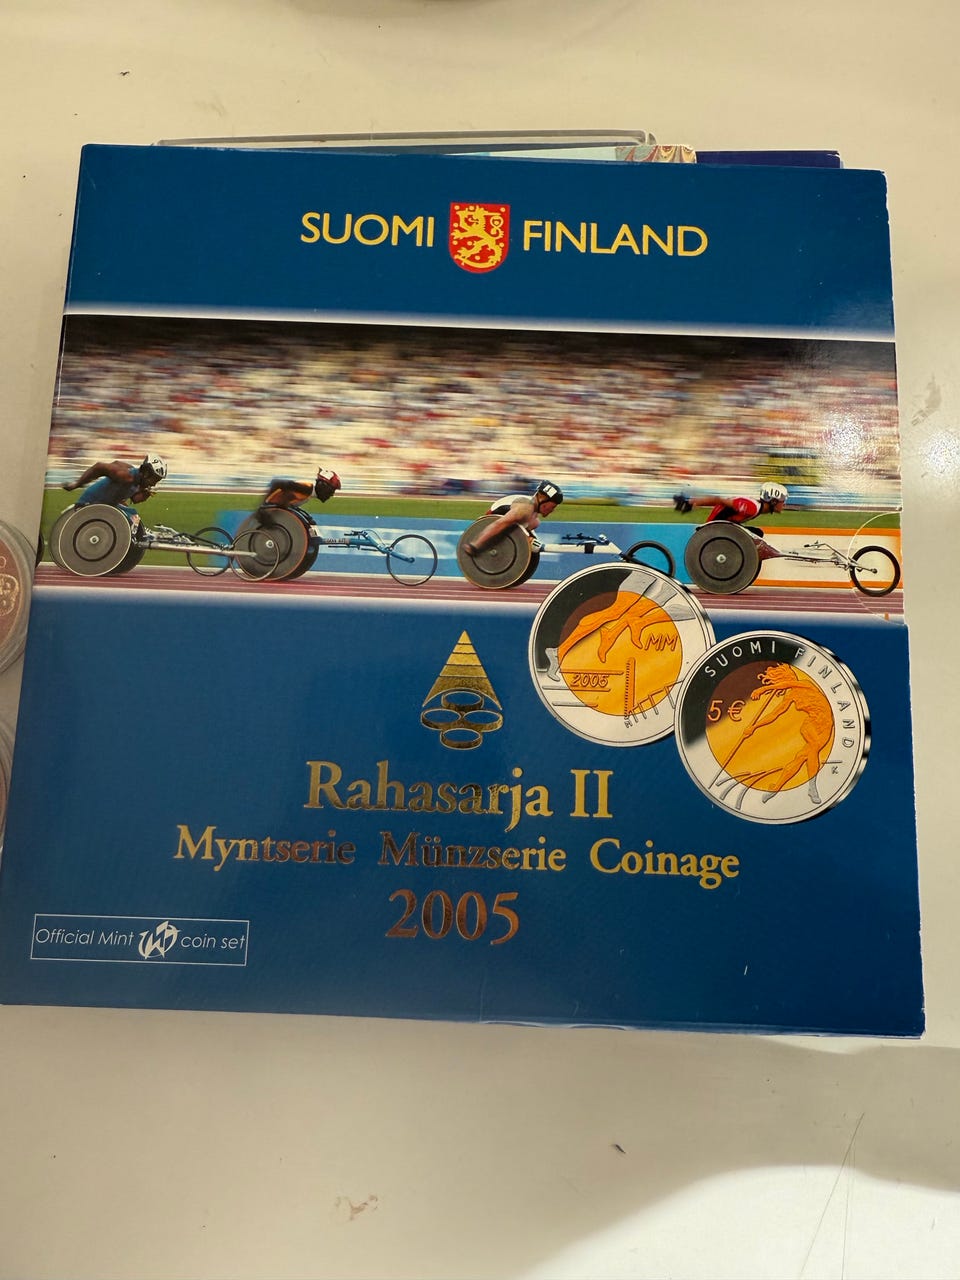 SUOMI FINLAND
MM
2005
SUOMI FINLAND
5€
Rahasarja II
Myntserie Münzserie Coinage
2005
Official Mint coin set